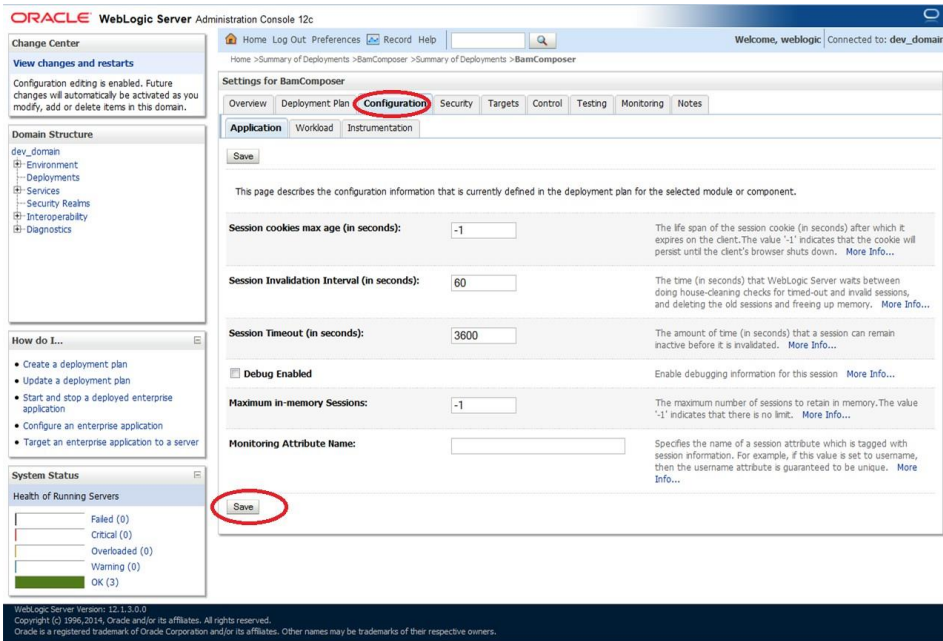 ORACLE WebLogic Server Administration Console 12c
Change Center
View changes and restarts
Configuration editing is enabled. Future
changes will automatically be activated as you
modify, add or delete items in this domain.
Domain Structure
dev_domain
Environment
Deployments
Services
Security Realms
Interoperability
Diagnostics
How do I...
Create a deployment plan
Update a deployment plan
Start and stop a deployed enterprise
application
Configure an enterprise application
Target an enterprise application to a server
System Status
Health of Running Servers
Failed (0)
Critical (0)
Overloaded (0)
Warning (0)
OK (3)
Home Log Out Preferences Record Help
Welcome, weblogic Connected to: dev_domain
Home >Summary of Deployments >BamComposer >Summary of Deployments >BamComposer
Settings for BamComposer
Overview Deployment Plan Configuration Security Targets Control Testing Monitoring Notes
Application Workload Instrumentation
Save
This page describes the configuration information that is currently defined in the deployment plan for the selected module or component.
Session cookies max age (in seconds): -1
The life span of the session cookie (in seconds) after which it
expires on the client.The value '-1' indicates that the cookie will
persist until the client's browser shuts down. More Info...
Session Invalidation Interval (in seconds): 60
The time (in seconds) that WebLogic Server waits between
doing house-cleaning checks for timed-out and invalid sessions,
and deleting the old sessions and freeing up memory. More Info...
Session Timeout (in seconds): 3600
The amount of time (in seconds) that a session can remain
inactive before it is invalidated. More Info...
Debug Enabled
Enable debugging information for this session More Info...
Maximum in-memory Sessions: -1
The maximum number of sessions to retain in memory.The value
'-1' indicates that there is no limit. More Info...
Monitoring Attribute Name:
Specifies the name of a session attribute which is tagged with
session information. For example, if this value is set to username,
then the username attribute is guaranteed to be unique. More
Info...
Save
WebLogic Server Version: 12.1.3.0.0
Copyright (c) 1996,2014, Oracle and/or its affiliates. All rights reserved.
Oracle is a registered trademark of Oracle Corporation and/or its affiliates. Other names may be trademarks of their respective owners.